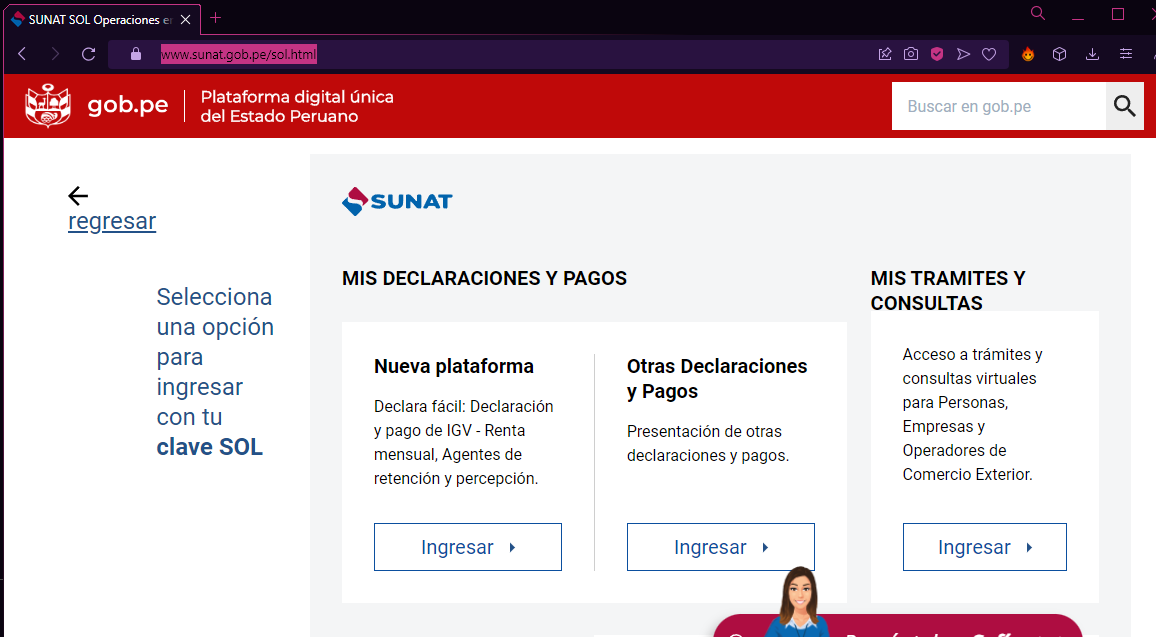 SUNAT SOL Operaciones en
www.sunat.gob.pe/sol.html
gob.pe
Plataforma digital única
del Estado Peruano
Buscar en gob.pe
regresar
Selecciona
una opción
para
ingresar
con tu
clave SOL
SUNAT
MIS DECLARACIONES Y PAGOS
Nueva plataforma
Declara fácil: Declaración
y pago de IGV - Renta
mensual, Agentes de
retención y percepción.
Ingresar
Otras Declaraciones
y Pagos
Presentación de otras
declaraciones y pagos.
Ingresar
MIS TRAMITES Y
CONSULTAS
Acceso a trámites y
consultas virtuales
para Personas,
Empresas y
Operadores de
Comercio Exterior.
Ingresar